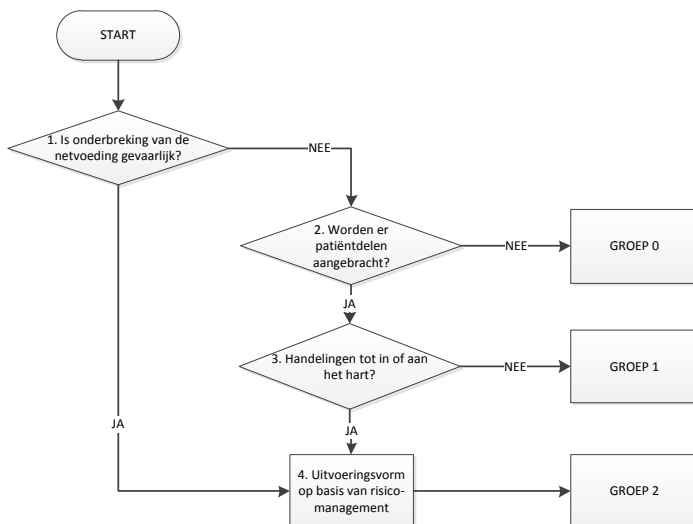 START
1. Is onderbreking van de
netvoeding gevaarlijk?
NEE
2. Worden er
patiëntdelen
aangebracht?
NEE
GROEP 0
JA
3. Handelingen tot in of aan
het hart?
NEE
GROEP 1
JA
JA
4. Uitvoeringsvorm
op basis van risico-
management
GROEP 2